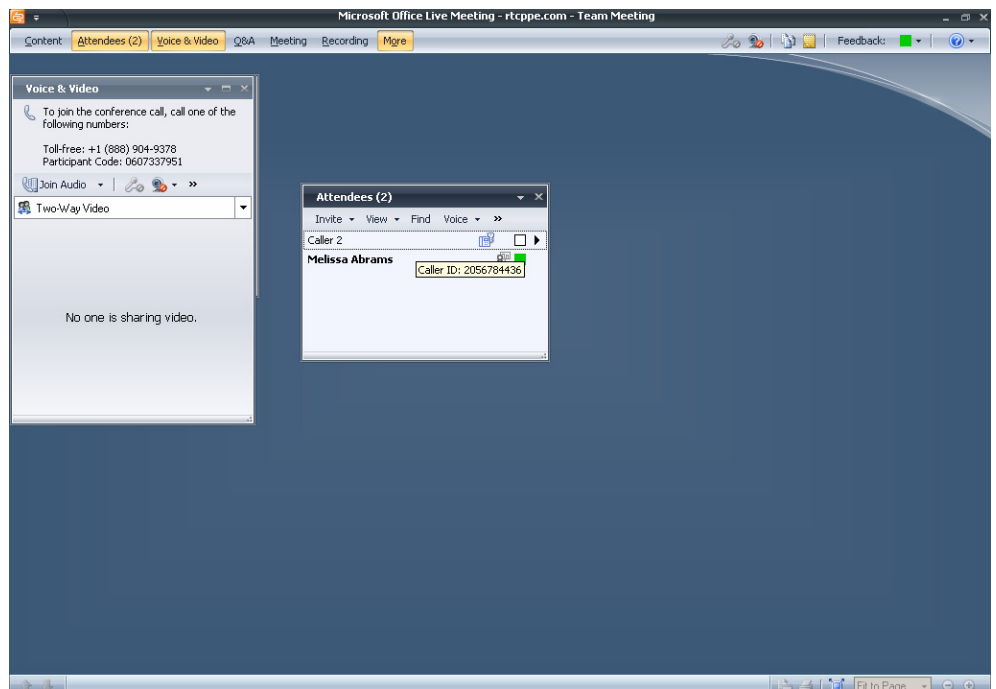 Microsoft Office Live Meeting - rtcppe.com - Team Meeting
Content Attendees (2) Voice & Video Q&A Meeting Recording More Feedback:
Voice & Video
To join the conference call, call one of the
following numbers:
Toll-free: +1 (888) 904-9378
Participant Code: 0607337951
Join Audio
Two-Way Video
No one is sharing video.
Attendees (2)
Invite View Find Voice
Caller 2
Melissa Abrams
Caller ID: 2056784436
Fit to Page